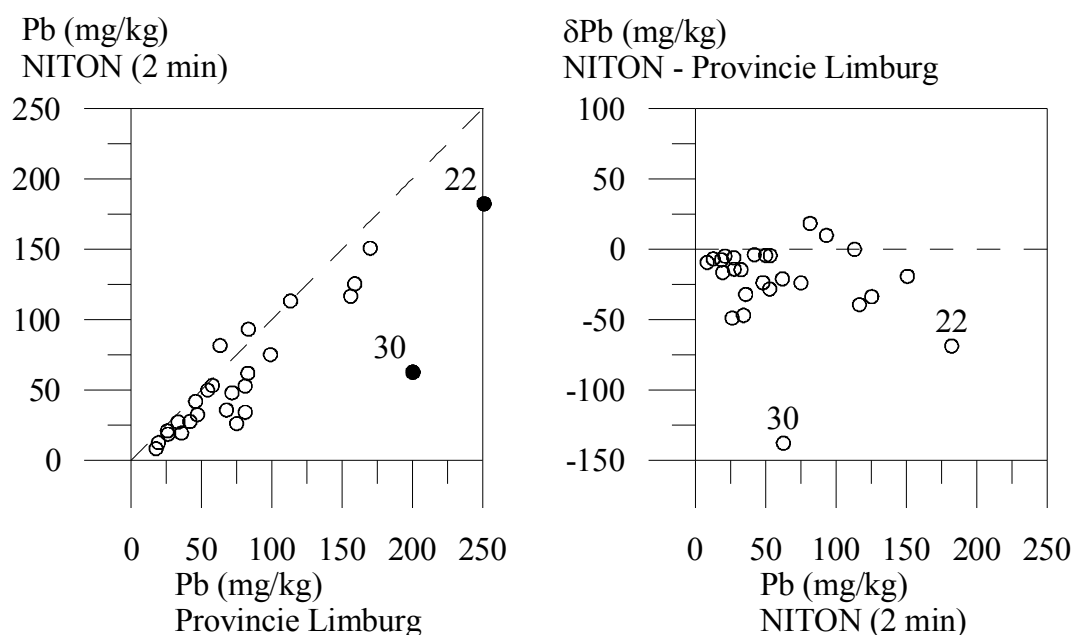 Pb (mg/kg)
NITON (2 min)
250
200
150
100
50
0
22
30
0 50 100 150 200 250
Pb (mg/kg)
Provincie Limburg
δPb (mg/kg)
NITON - Provincie Limburg
100
50
0
-50
-100
-150
22
30
0 50 100 150 200 250
Pb (mg/kg)
NITON (2 min)